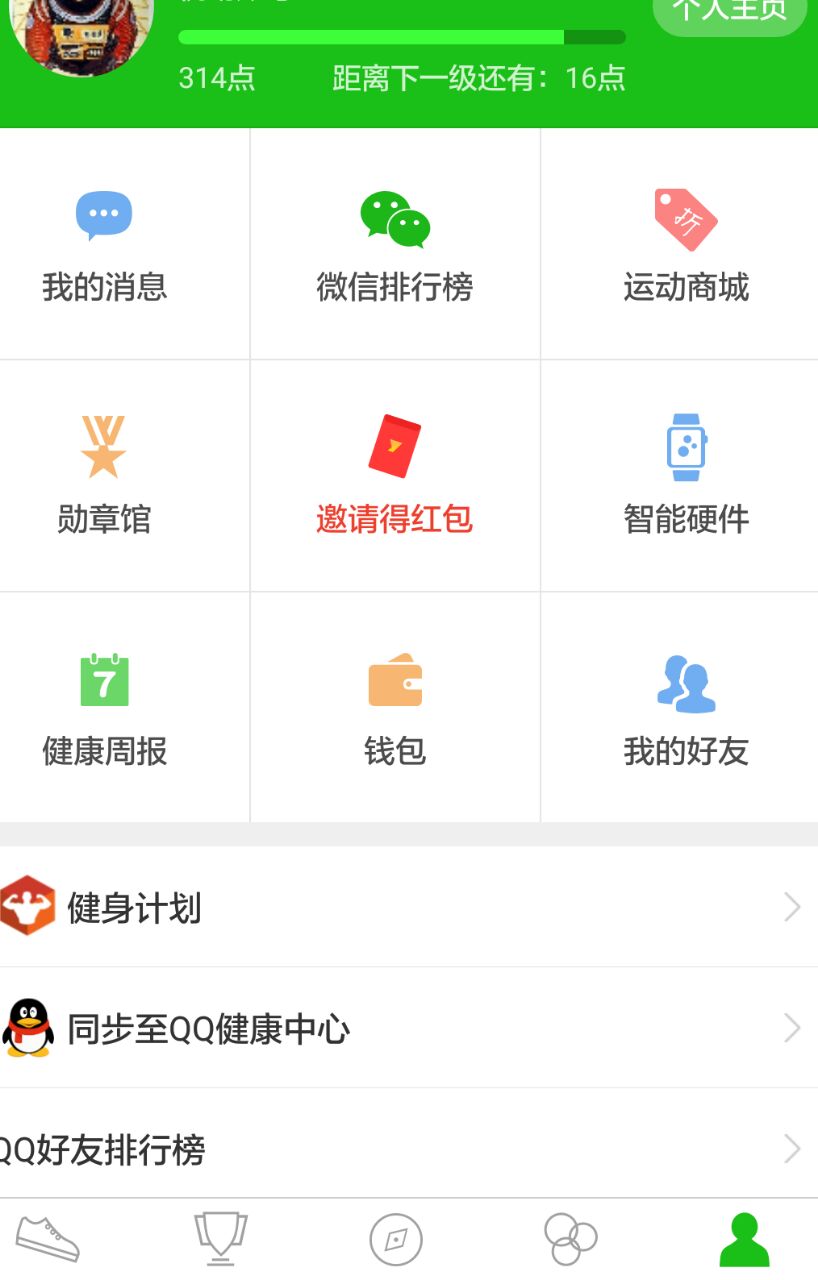 个人主页
314点
距离下一级还有：16点
我的消息
微信排行榜
折
运动商城
勋章馆
邀请得红包
智能硬件
7
健康周报
钱包
我的好友
健身计划
同步至QQ健康中心
QQ好友排行榜